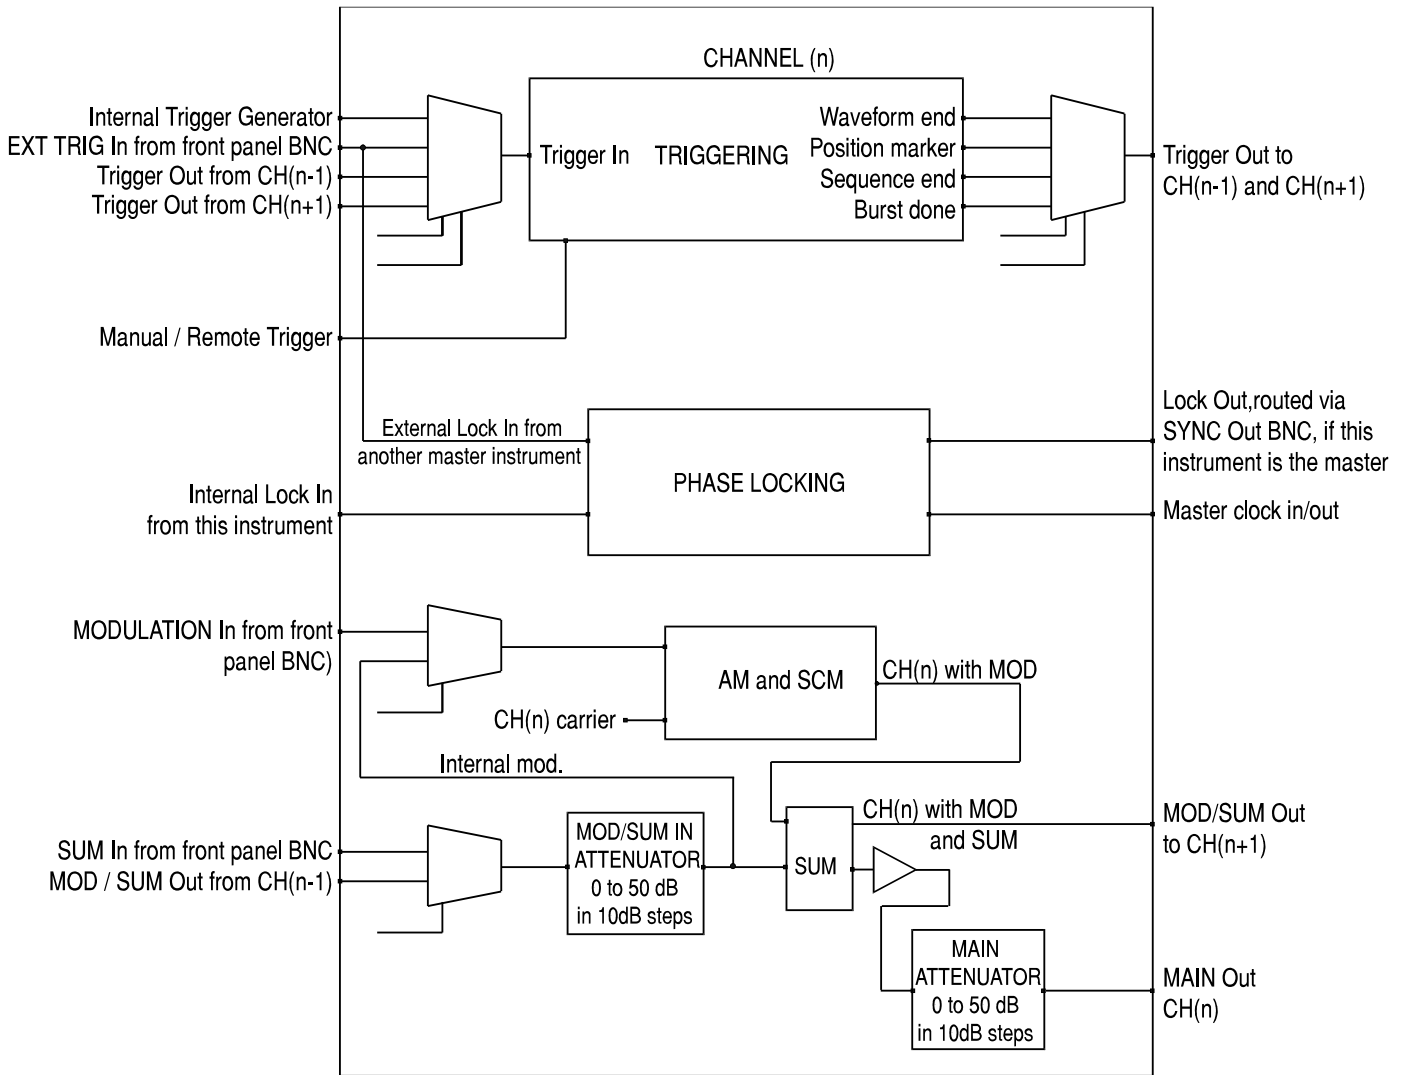 CHANNEL (n)
Internal Trigger Generator
EXT TRIG In from front panel BNC
Trigger Out from CH(n-1)
Trigger Out from CH(n+1)
Trigger In
TRIGGERING
Waveform end
Position marker
Sequence end
Burst done
Trigger Out to
CH(n-1) and CH(n+1)
Manual / Remote Trigger
External Lock In from
another master instrument
PHASE LOCKING
Lock Out,routed via
SYNC Out BNC, if this
instrument is the master
Internal Lock In
from this instrument
Master clock in/out
MODULATION In from front
panel BNC)
AM and SCM
CH(n) with MOD
CH(n) carrier
Internal mod.
SUM In from front panel BNC
MOD / SUM Out from CH(n-1)
MOD/SUM IN
ATTENUATOR
0 to 50 dB
in 10dB steps
SUM
CH(n) with MOD
and SUM
MOD/SUM Out
to CH(n+1)
MAIN
ATTENUATOR
0 to 50 dB
in 10dB steps
MAIN Out
CH(n)